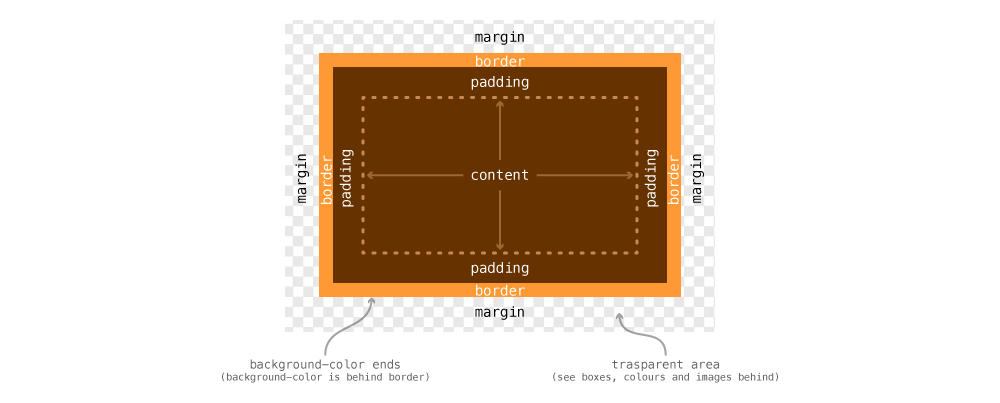 margin
border
padding
margin
border
padding
content
padding
border
margin
padding
border
margin
background-color ends
(background-color is behind border)
trasparent area
(see boxes, colours and images behind)